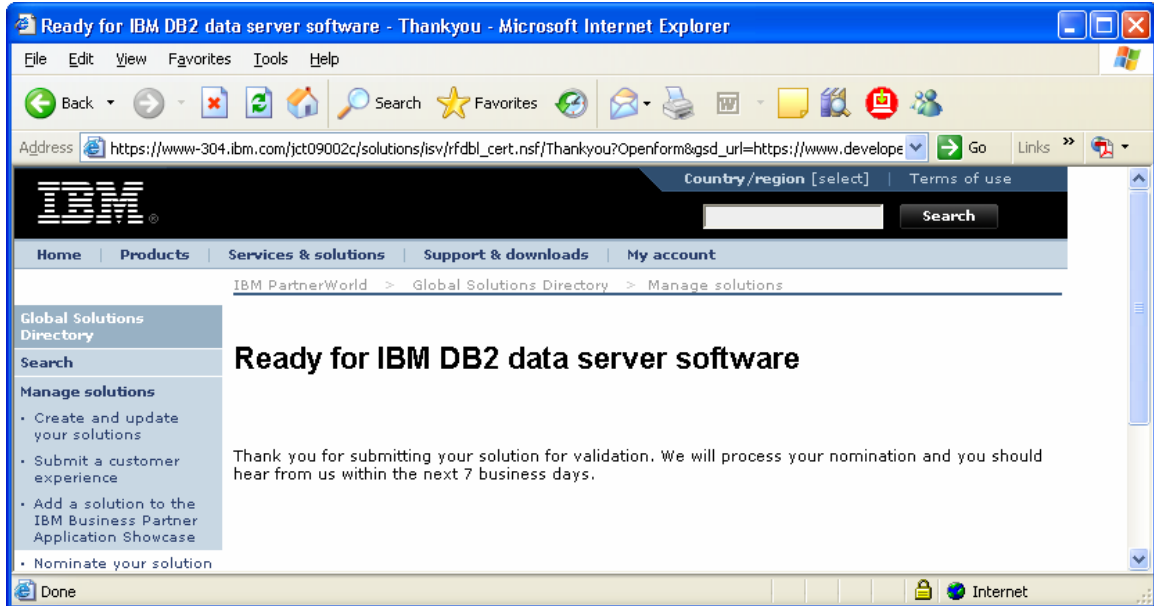 Ready for IBM DB2 data server software - Thankyou - Microsoft Internet Explorer
File Edit View Favorites Tools Help
Back Search Favorites
Address https://www-304.ibm.com/jct09002c/solutions/isv/rfdbl_cert.nsf/Thankyou?Openform&gsd_url=https://www.develope Go Links »
Country/region [select] | Terms of use
IBM®
Search
Home | Products | Services & solutions | Support & downloads | My account
IBM PartnerWorld > Global Solutions Directory > Manage solutions
Global Solutions
Directory
Search
Manage solutions
• Create and update
your solutions
• Submit a customer
experience
• Add a solution to the
IBM Business Partner
Application Showcase
• Nominate your solution
Ready for IBM DB2 data server software
Thank you for submitting your solution for validation. We will process your nomination and you should
hear from us within the next 7 business days.
Done Internet